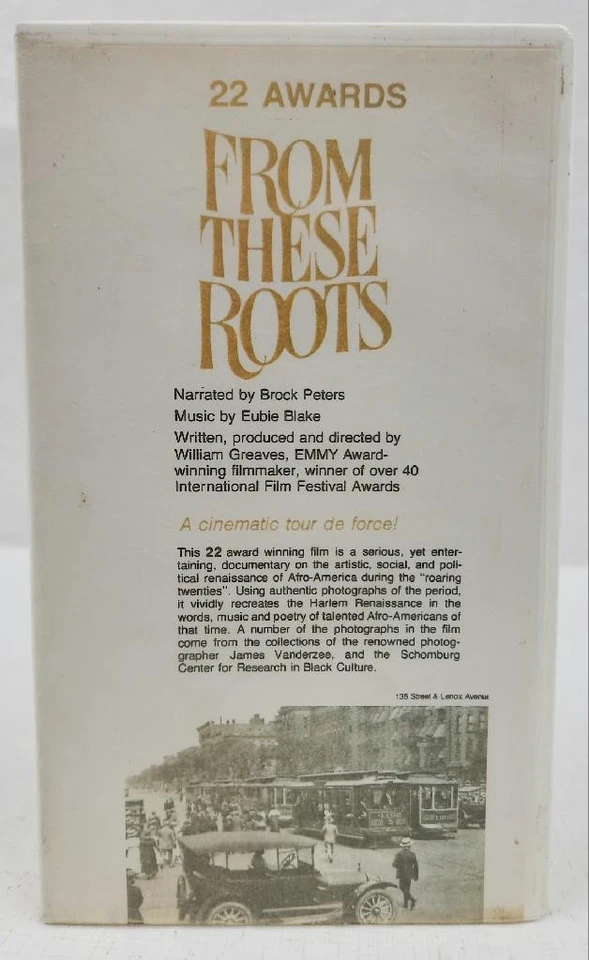 22 AWARDS
FROM
THESE
ROOTS
Narrated by Brock Peters
Music by Eubie Blake
Written, produced and directed by
William Greaves, EMMY Award-
winning filmmaker, winner of over 40
International Film Festival Awards
A cinematic tour de force!
This 22 award winning film is a serious, yet enter-
taining, documentary on the artistic, social, and poli-
tical renaissance of Afro-America during the "roaring
twenties". Using authentic photographs of the period,
it vividly recreates the Harlem Renaissance in the
words, music and poetry of talented Afro-Americans of
that time. A number of the photographs in the film
come from the collections of the renowned photog-
grapher James Vanderzee, and the Schomburg
Center for Research in Black Culture.
135 Street & Lenox Avenue